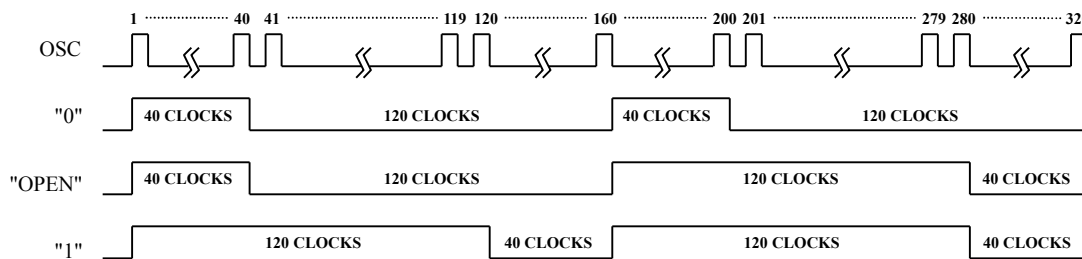 1 40 41 119 120 160 200 201 279 280 32
OSC
"0" 40 CLOCKS 120 CLOCKS 40 CLOCKS 120 CLOCKS
"OPEN" 40 CLOCKS 120 CLOCKS 120 CLOCKS 40 CLOCKS
"1" 120 CLOCKS 40 CLOCKS 120 CLOCKS 40 CLOCKS